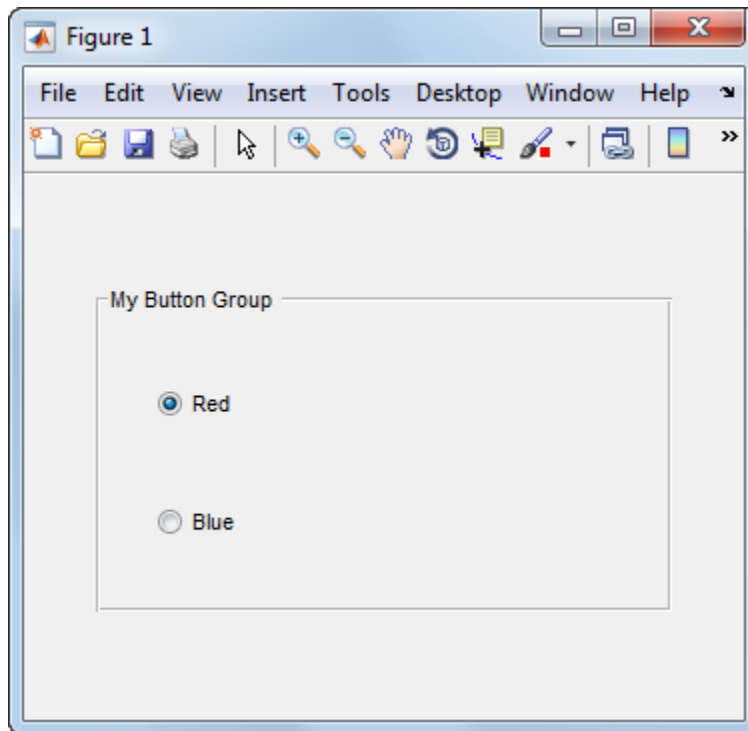 Figure 1
File Edit View Insert Tools Desktop Window Help
My Button Group
Red
Blue